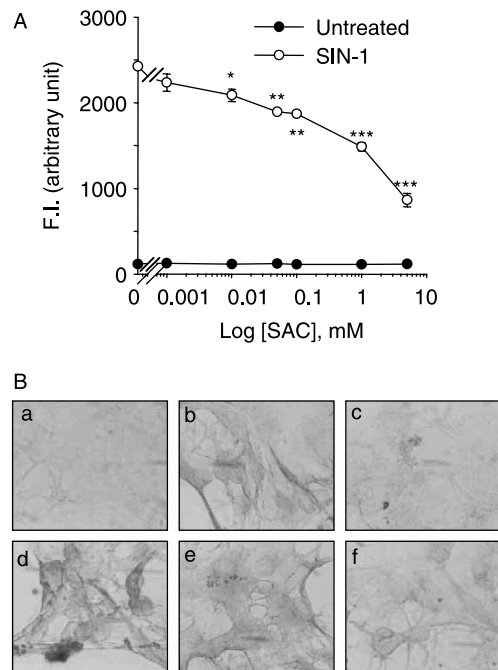 A
Untreated
SIN-1
3000
2000
1000
0
F.I. (arbitrary unit)
*
**
**
***
***
0 0.001 0.01 0.1 1 10
Log [SAC], mM
B
a b c
d e f